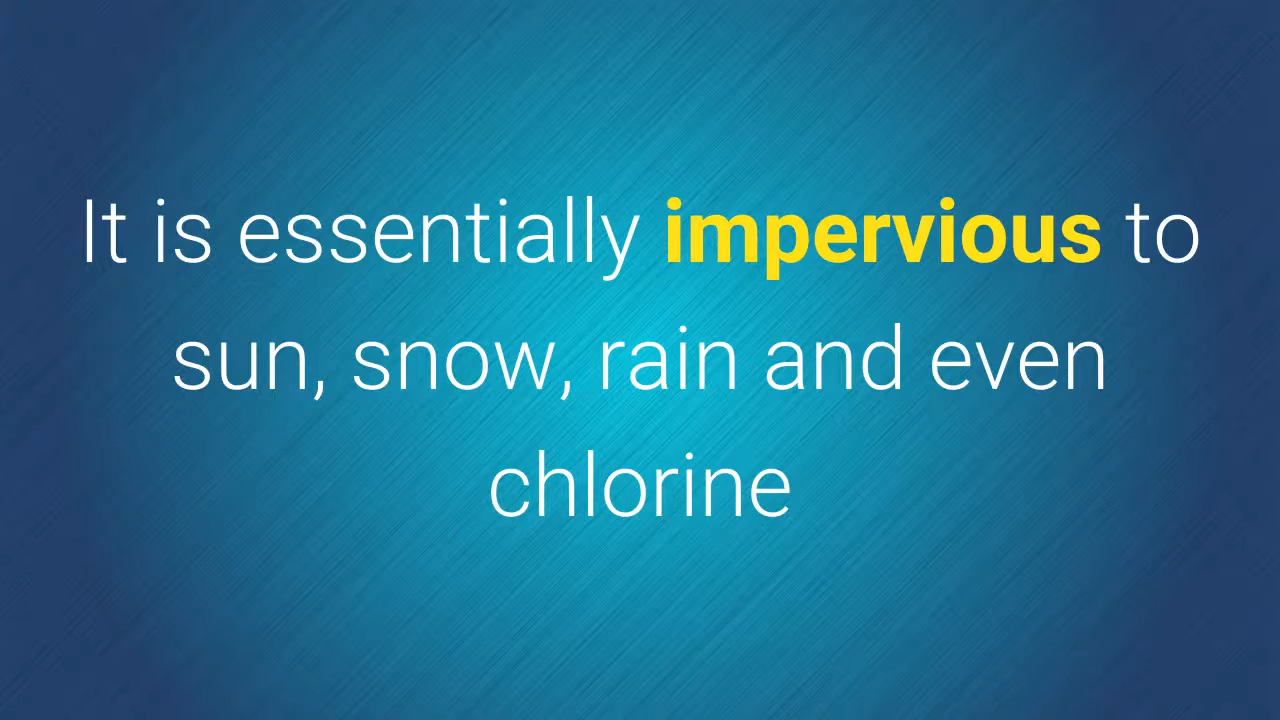 It is essentially impervious to
sun, snow, rain and even
chlorine